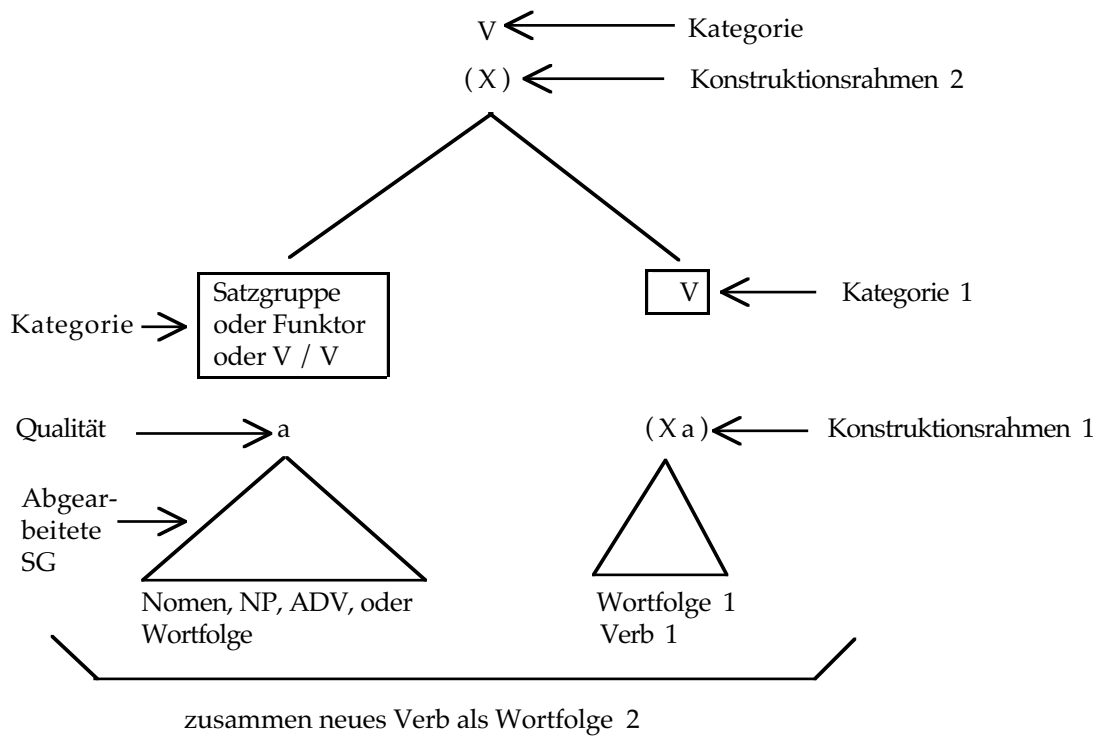 V Kategorie
(X) Konstruktionsrahmen 2
Satzgruppe
oder Funktor
oder V / V
Kategorie
V Kategorie 1
Qualität a
(Xa) Konstruktionsrahmen 1
Abgear-
beitete
SG
Nomen, NP, ADV, oder
Wortfolge
Wortfolge 1
Verb 1
zusammen neues Verb als Wortfolge 2